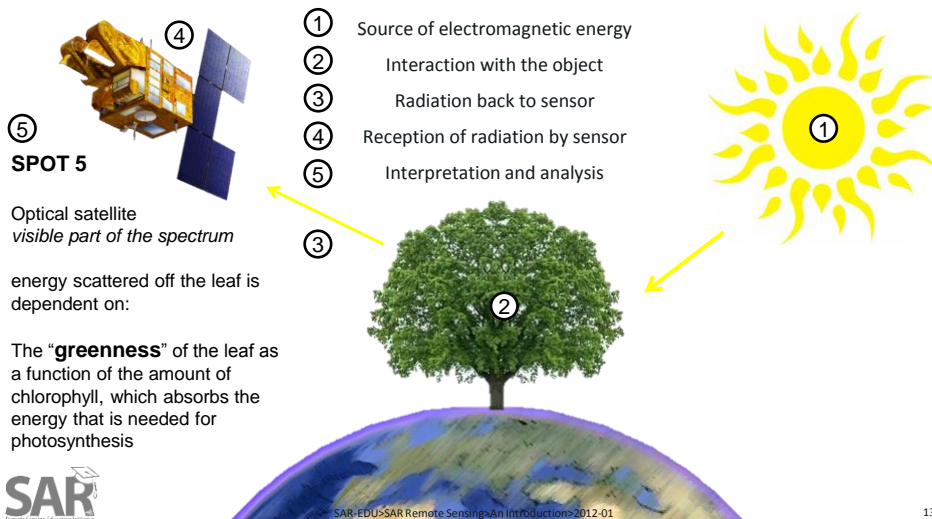 ① Source of electromagnetic energy
② Interaction with the object
③ Radiation back to sensor
④ Reception of radiation by sensor
⑤ Interpretation and analysis
④
⑤
SPOT 5
Optical satellite
visible part of the spectrum
energy scattered off the leaf is
dependent on:
The “greenness” of the leaf as
a function of the amount of
chlorophyll, which absorbs the
energy that is needed for
photosynthesis
③
②
①
SAR
Remote Sensing Education Initiative
SAR-EDU>SAR Remote Sensing>An Introduction>2012-01
13